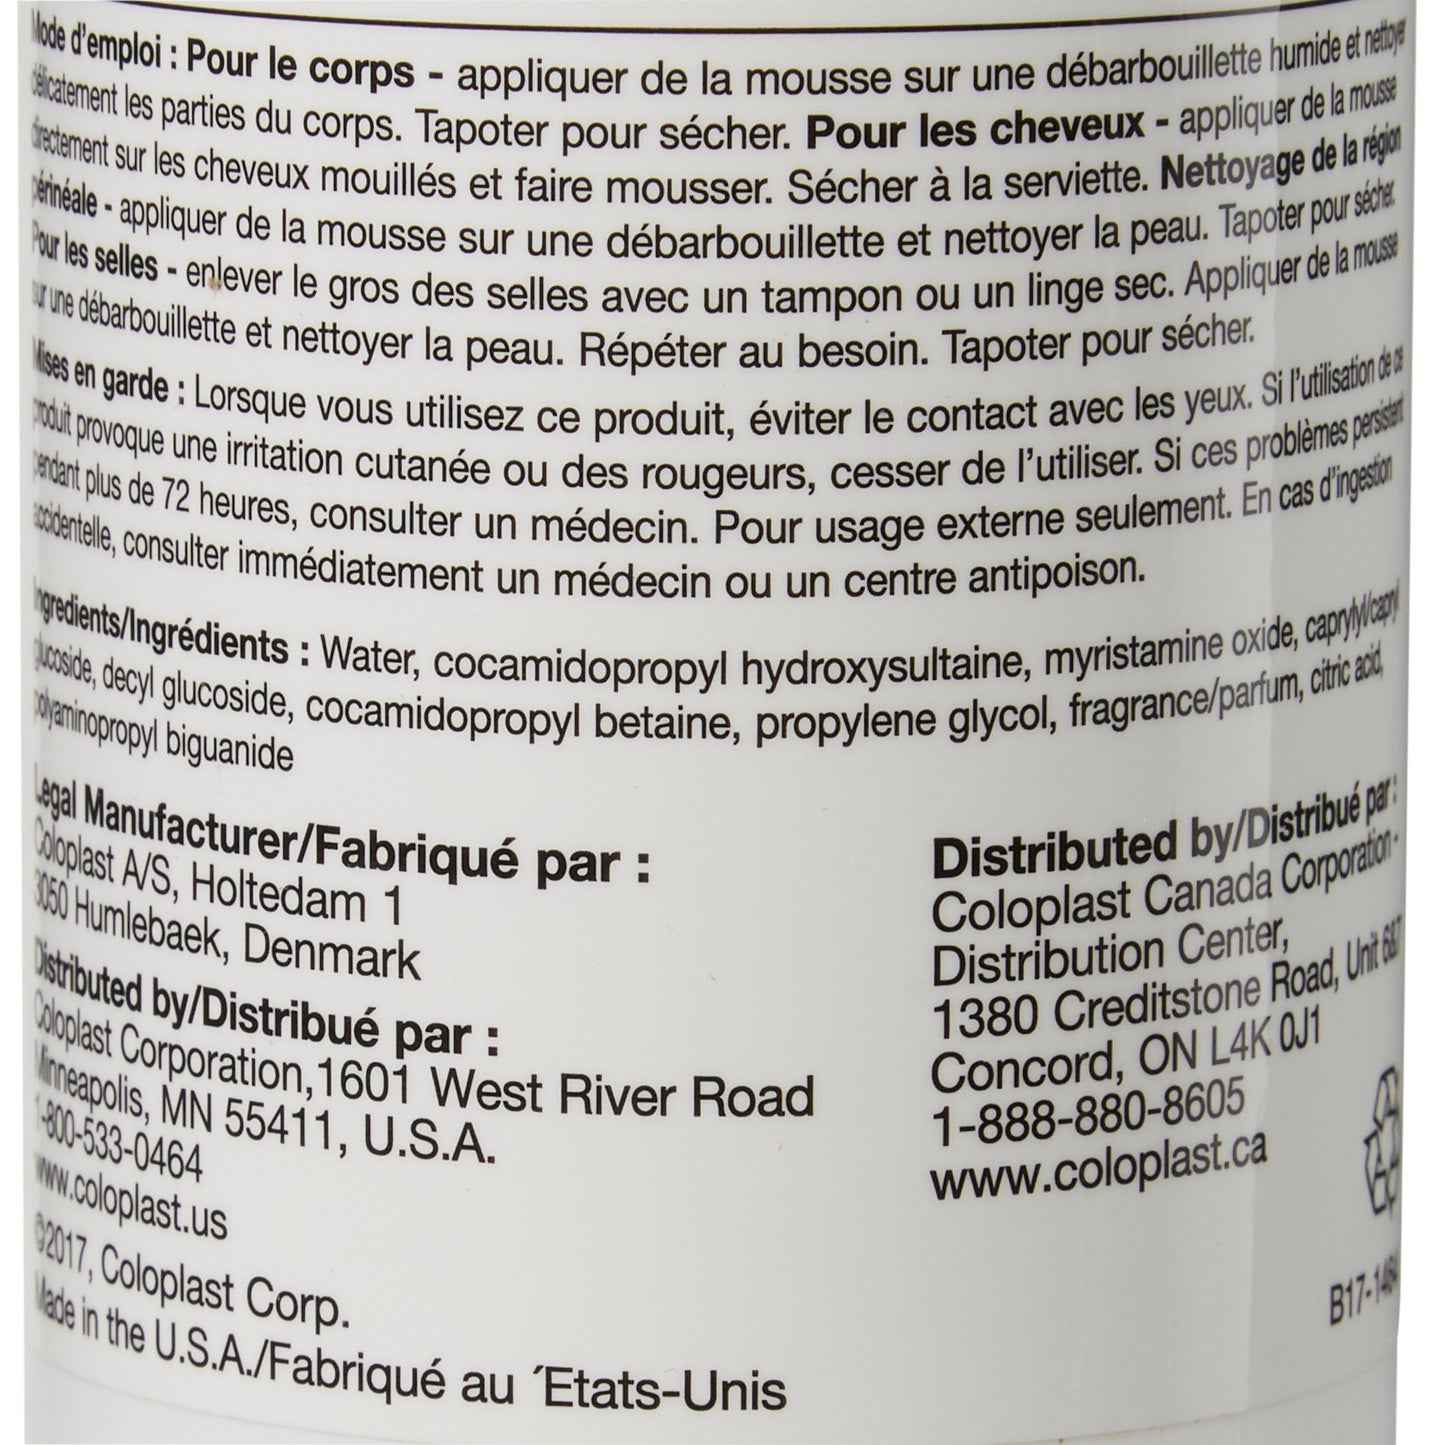 Mode d'emploi : Pour le corps - appliquer de la mousse sur une débarbouillette humide et nettoyer
délicatement les parties du corps. Tapoter pour sécher. Pour les cheveux - appliquer de la mousse
directement sur les cheveux mouillés et faire mousser. Sécher à la serviette. Nettoyage de la région
périnéale - appliquer de la mousse sur une débarbouillette et nettoyer la peau. Tapoter pour sécher.
Pour les selles - enlever le gros des selles avec un tampon ou un linge sec. Appliquer de la mousse
sur une débarbouillette et nettoyer la peau. Répéter au besoin. Tapoter pour sécher.
Mises en garde : Lorsque vous utilisez ce produit, éviter le contact avec les yeux. Si l'utilisation de ce
produit provoque une irritation cutanée ou des rougeurs, cesser de l'utiliser. Si ces problèmes persistent
pendant plus de 72 heures, consulter un médecin. Pour usage externe seulement. En cas d'ingestion
accidentelle, consulter immédiatement un médecin ou un centre antipoison.
Ingredients/Ingrédients : Water, cocamidopropyl hydroxysultaine, myristamine oxide, caprylyl/capryl
glucoside, decyl glucoside, cocamidopropyl betaine, propylene glycol, fragrance/parfum, citric acid,
polyaminopropyl biguanide
Legal Manufacturer/Fabriqué par :
Coloplast A/S, Holtedam 1
3050 Humlebaek, Denmark
Distributed by/Distribué par :
Coloplast Corporation,1601 West River Road
Minneapolis, MN 55411, U.S.A.
1-800-533-0464
www.coloplast.us
©2017, Coloplast Corp.
Made in the U.S.A./Fabriqué au ´Etats-Unis
Distributed by/Distribué par :
Coloplast Canada Corporation -
Distribution Center,
1380 Creditstone Road, Unit 6&7
Concord, ON L4K 0J1
1-888-880-8605
www.coloplast.ca